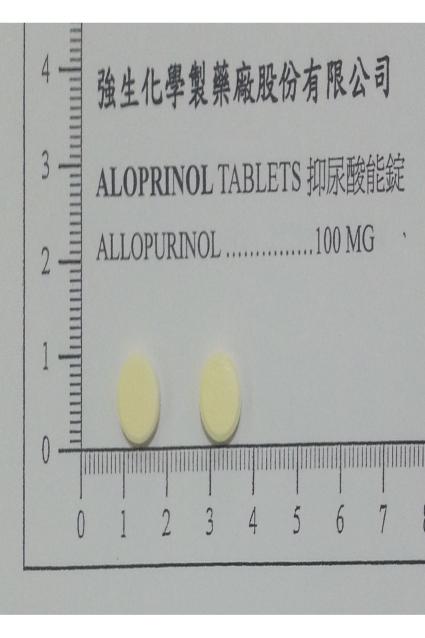 強生化學製藥廠股份有限公司
ALOPRINOL TABLETS 抑尿酸能錠
ALLOPURINOL ...............100 MG
4
3
2
1
0
0 1 2 3 4 5 6 7